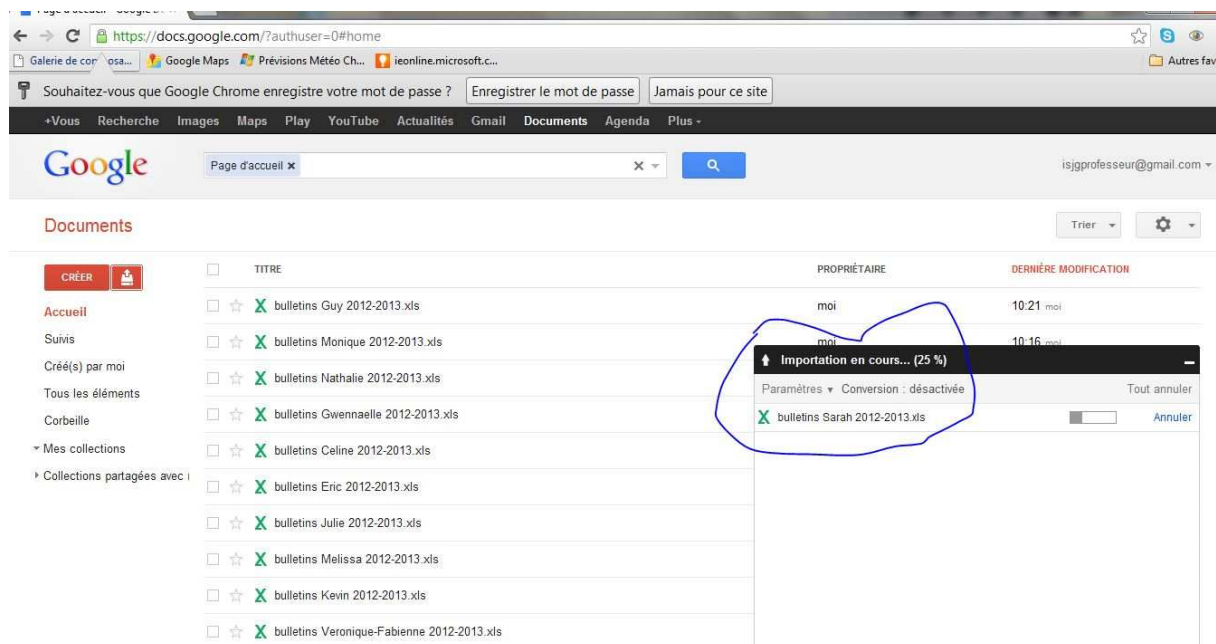 https://docs.google.com/?authuser=0#home
Galerie de Google Maps Prévisions Météo Ch... ieonline.microsoft.c... Autres fav
Souhaitez-vous que Google Chrome enregistre votre mot de passe ? Enregistrer le mot de passe Jamais pour ce site
+Vous Recherche Images Maps Play YouTube Actualités Gmail Documents Agenda Plus
Google Page d'accueil isjgprofesseur@gmail.com
Documents Trier
CRÉER TITRE PROPRIÉTAIRE DERNIÈRE MODIFICATION
Accueil
Suivis
Créé(s) par moi
Tous les éléments
Corbeille
Mes collections
Collections partagées avec
bulletins Guy 2012-2013.xls moi 10:21 moi
bulletins Monique 2012-2013.xls moi 10:16 moi
bulletins Nathalie 2012-2013.xls
bulletins Gwennaelle 2012-2013.xls
bulletins Celine 2012-2013.xls
bulletins Eric 2012-2013.xls
bulletins Julie 2012-2013.xls
bulletins Melissa 2012-2013.xls
bulletins Kevin 2012-2013.xls
bulletins Veronique-Fabienne 2012-2013.xls
Importation en cours... (25 %)
Paramètres Conversion : désactivée Tout annuler
bulletins Sarah 2012-2013.xls Annuler